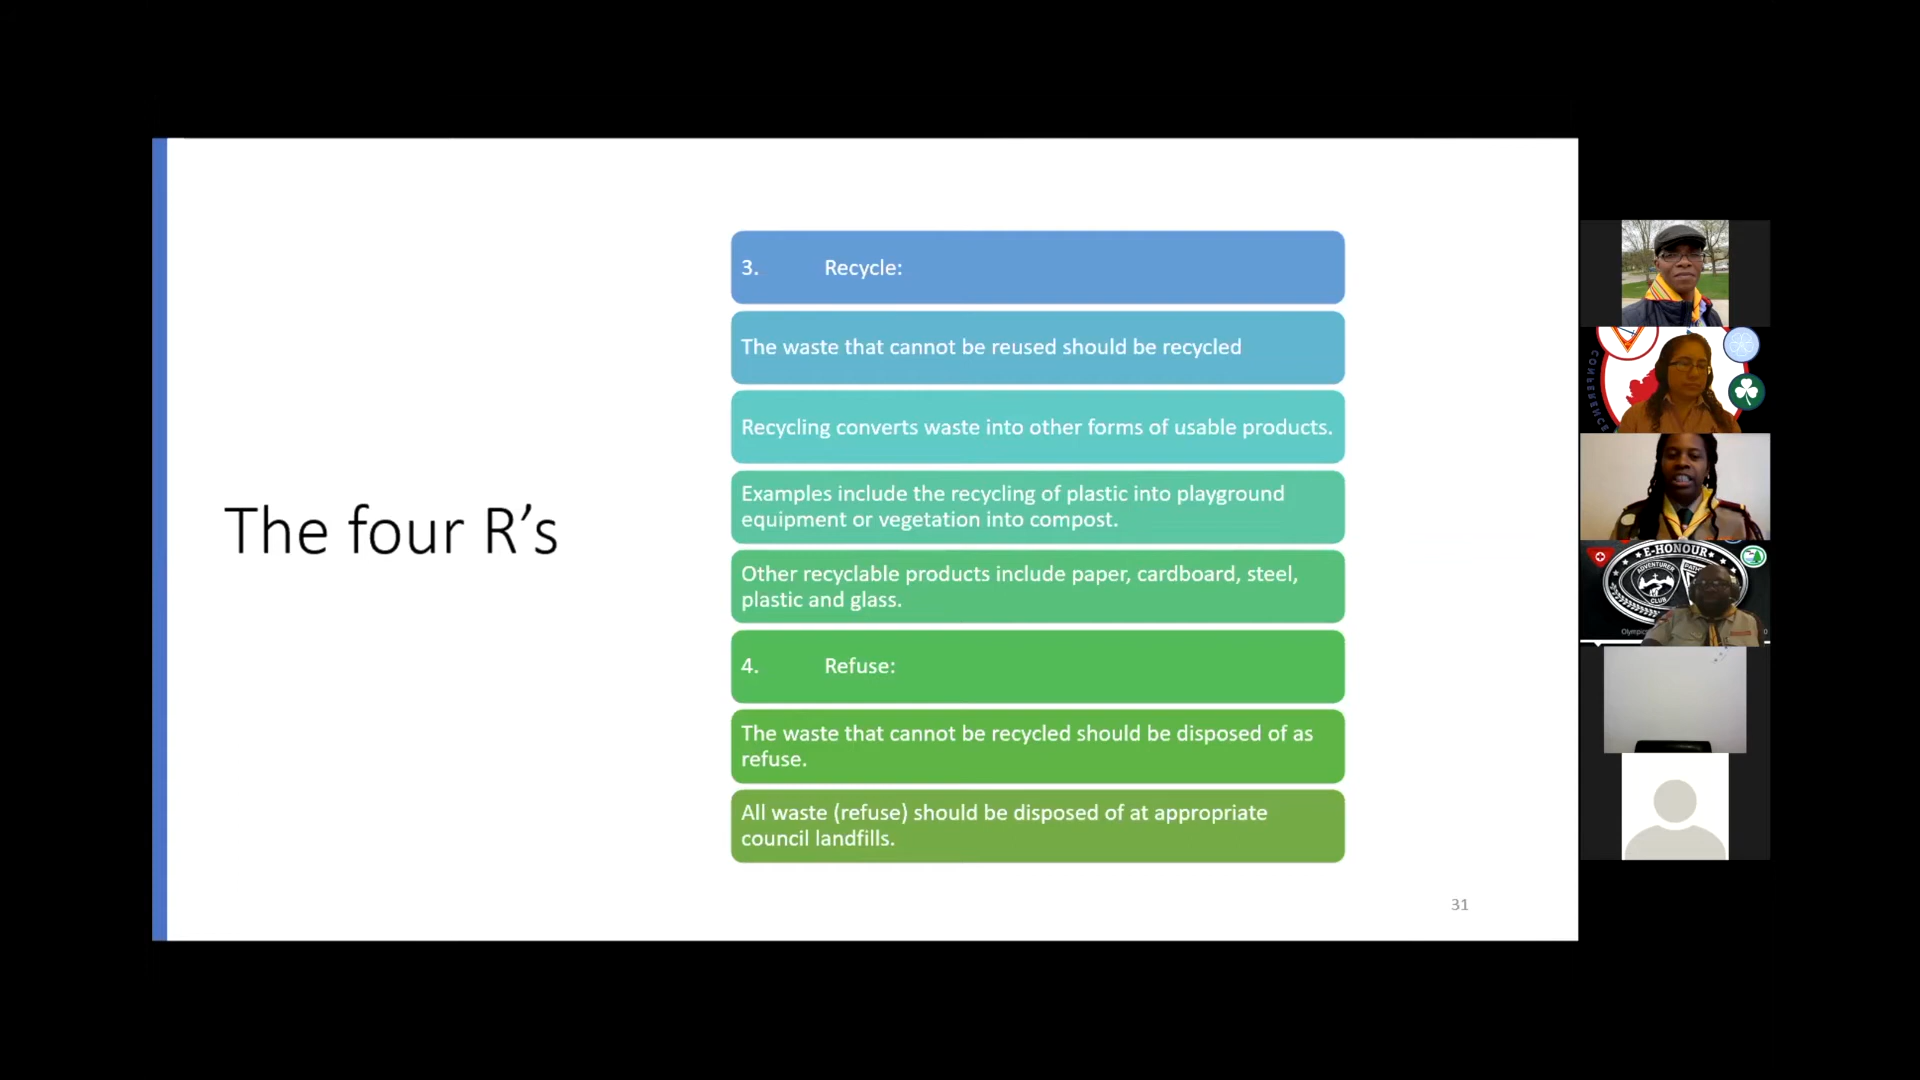 The four R’s
3. Recycle:
The waste that cannot be reused should be recycled
Recycling converts waste into other forms of usable products.
Examples include the recycling of plastic into playground
equipment or vegetation into compost.
Other recyclable products include paper, cardboard, steel,
plastic and glass.
4. Refuse:
The waste that cannot be recycled should be disposed of as
refuse.
All waste (refuse) should be disposed of at appropriate
council landfills.
31
E-HONOUR
ADVENTURER
CLUB